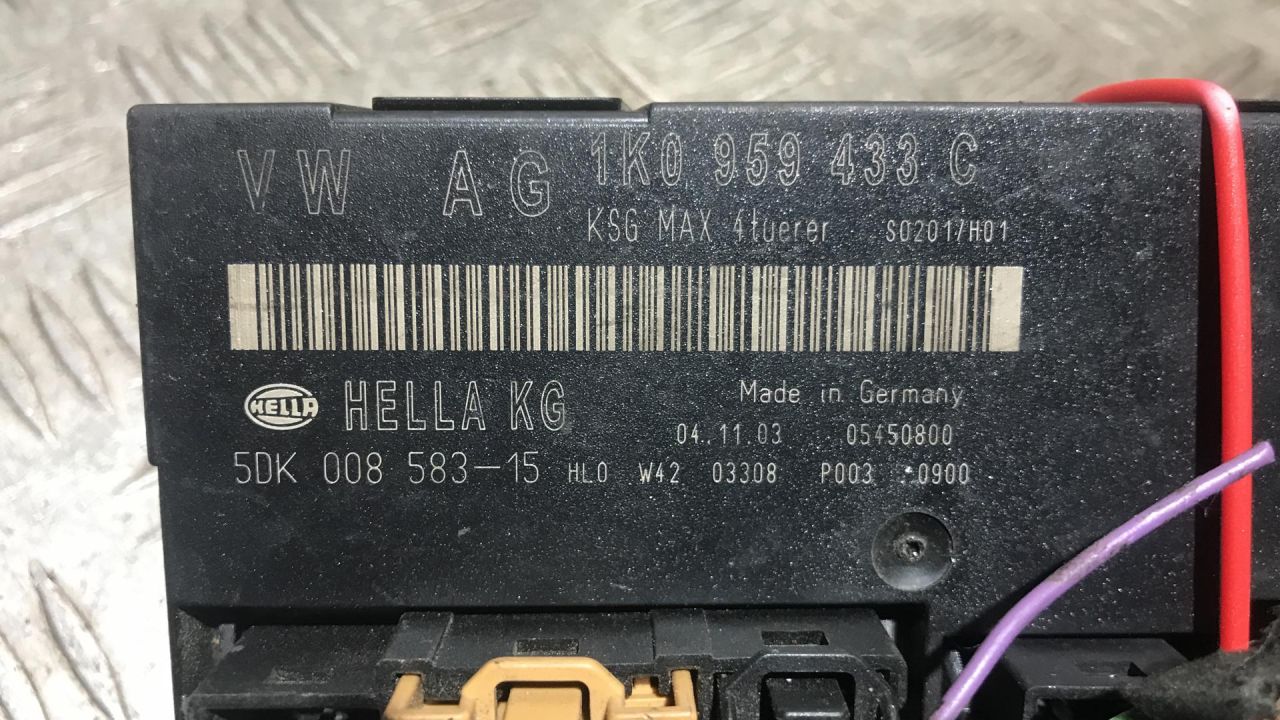 VW AG 1K0 959 433 C
KSG MAX 4tuerer S0201/H01
HELLA HELLA KG Made in Germany
04.11.03 05450800
5DK 008 583-15 HLO W42 03308 P003 0900